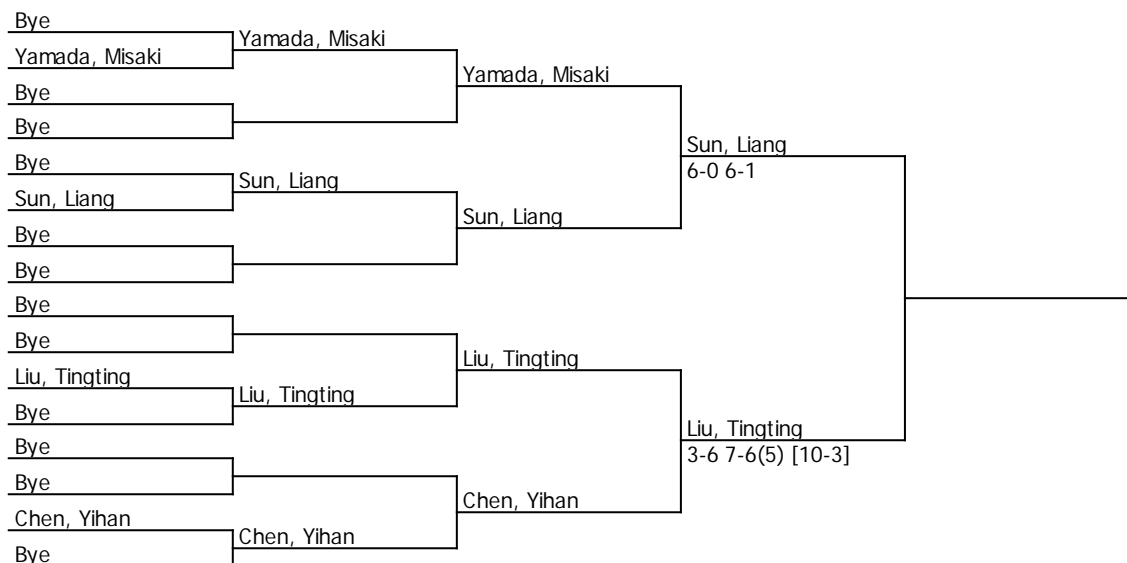 Bye
Yamada, Misaki
Bye
Bye
Bye
Sun, Liang
Bye
Bye
Bye
Bye
Liu, Tingting
Bye
Bye
Bye
Chen, Yihan
Bye
Yamada, Misaki
Sun, Liang
Liu, Tingting
Chen, Yihan
Yamada, Misaki
Sun, Liang
Liu, Tingting
Chen, Yihan
Sun, Liang
6-0 6-1
Liu, Tingting
3-6 7-6(5) [10-3]